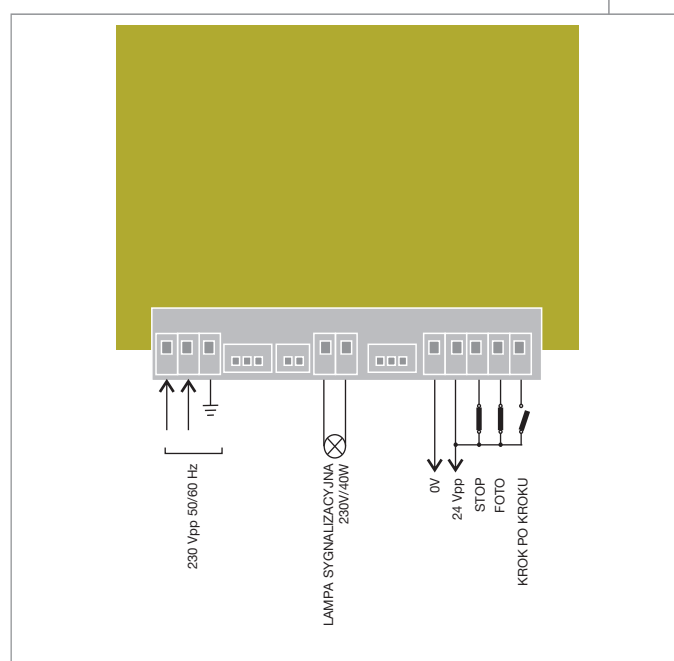 230 Vpp 50/60 Hz
LAMPA SYGNALIZACYJNA
230V/40W
0V
24 Vpp
STOP
FOTO
KROK PO KROKU